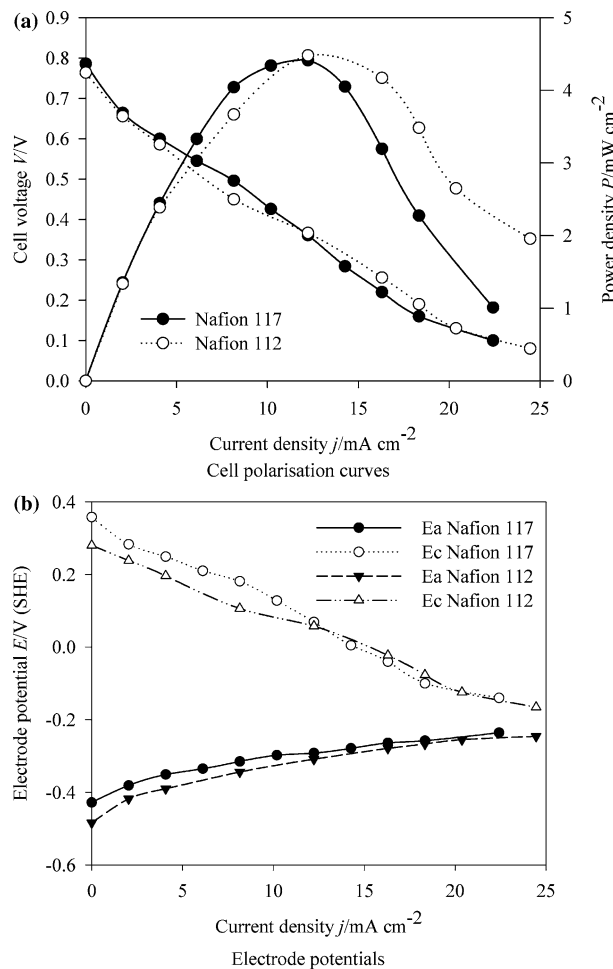 (a)
0.9
0.8
0.7
0.6
0.5
0.4
0.3
0.2
0.1
0.0
Cell voltage V/V
5
4
3
2
1
0
Power density P/mW cm-2
Nafion 117
Nafion 112
0 5 10 15 20 25
Current density j/mA cm-2
Cell polarisation curves
(b)
0.4
0.2
0.0
-0.2
-0.4
-0.6
Electrode potential E/V (SHE)
Ea Nafion 117
Ec Nafion 117
Ea Nafion 112
Ec Nafion 112
0 5 10 15 20 25
Current density j/mA cm-2
Electrode potentials